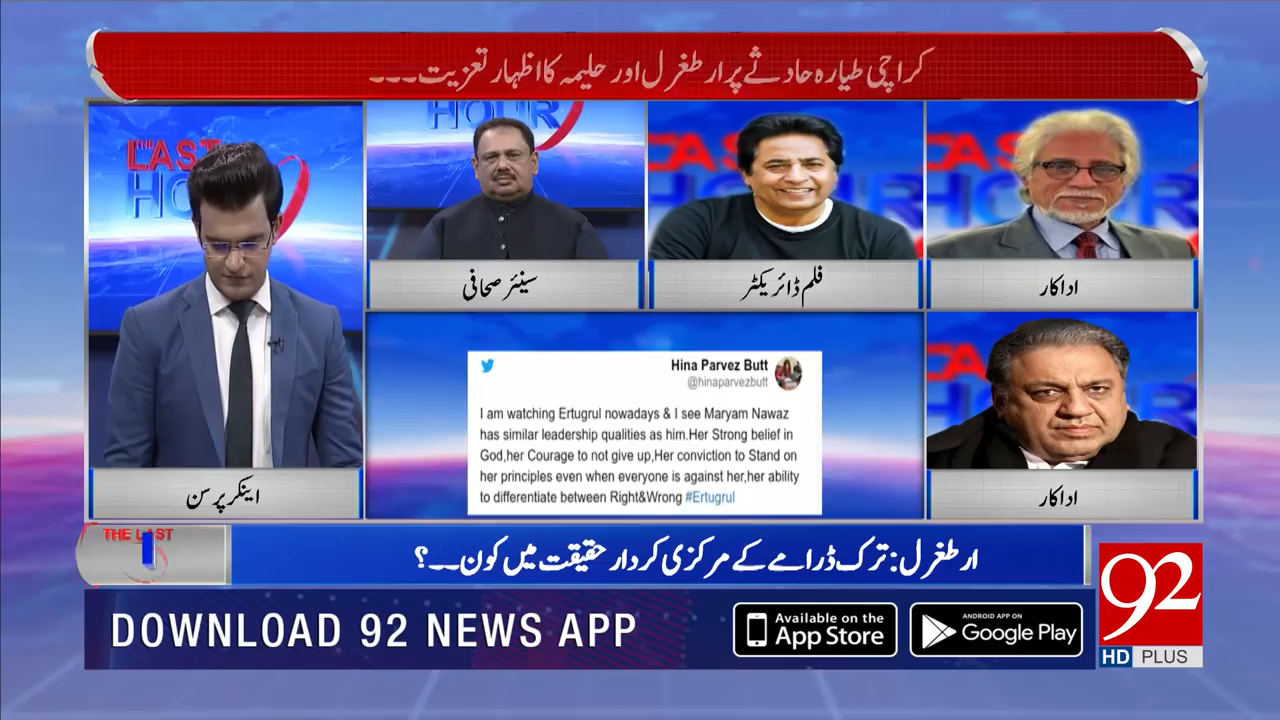 کراچی طیارہ حادثے پر ارطغرل اور حلیمہ کا اظہار تعزیت۔۔۔
THE LAST HOUR
HOUR
سینئر صحافی
فلم ڈائریکٹر
اداکار
اینکر پرسن
Hina Parvez Butt
@hinaparvezbutt
I am watching Ertugrul nowadays & I see Maryam Nawaz
has similar leadership qualities as him.Her Strong belief in
God,her Courage to not give up,Her conviction to Stand on
her principles even when everyone is against her,her ability
to differentiate between Right&Wrong #Ertugrul
اداکار
THE LAST
ارطغرل: ترک ڈرامے کے مرکزی کردار حقیقت میں کون۔۔۔؟
DOWNLOAD 92 NEWS APP
Available on the
App Store
ANDROID APP ON
Google Play
92
HD PLUS